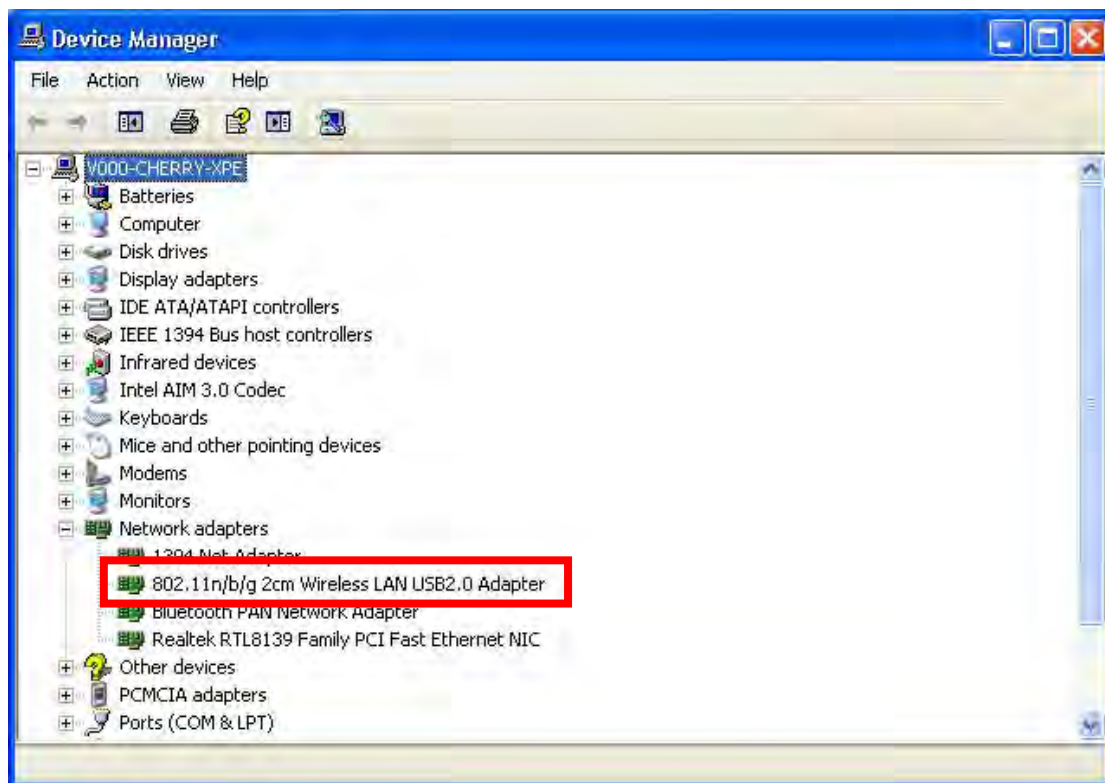 Device Manager
File Action View Help
V000-CHERRY-XPE
Batteries
Computer
Disk drives
Display adapters
IDE ATA/ATAPI controllers
IEEE 1394 Bus host controllers
Infrared devices
Intel AIM 3.0 Codec
Keyboards
Mice and other pointing devices
Modems
Monitors
Network adapters
1394 Net Adapter
802.11n/b/g 2cm Wireless LAN USB2.0 Adapter
Bluetooth PAN Network Adapter
Realtek RTL8139 Family PCI Fast Ethernet NIC
Other devices
PCMCIA adapters
Ports (COM & LPT)